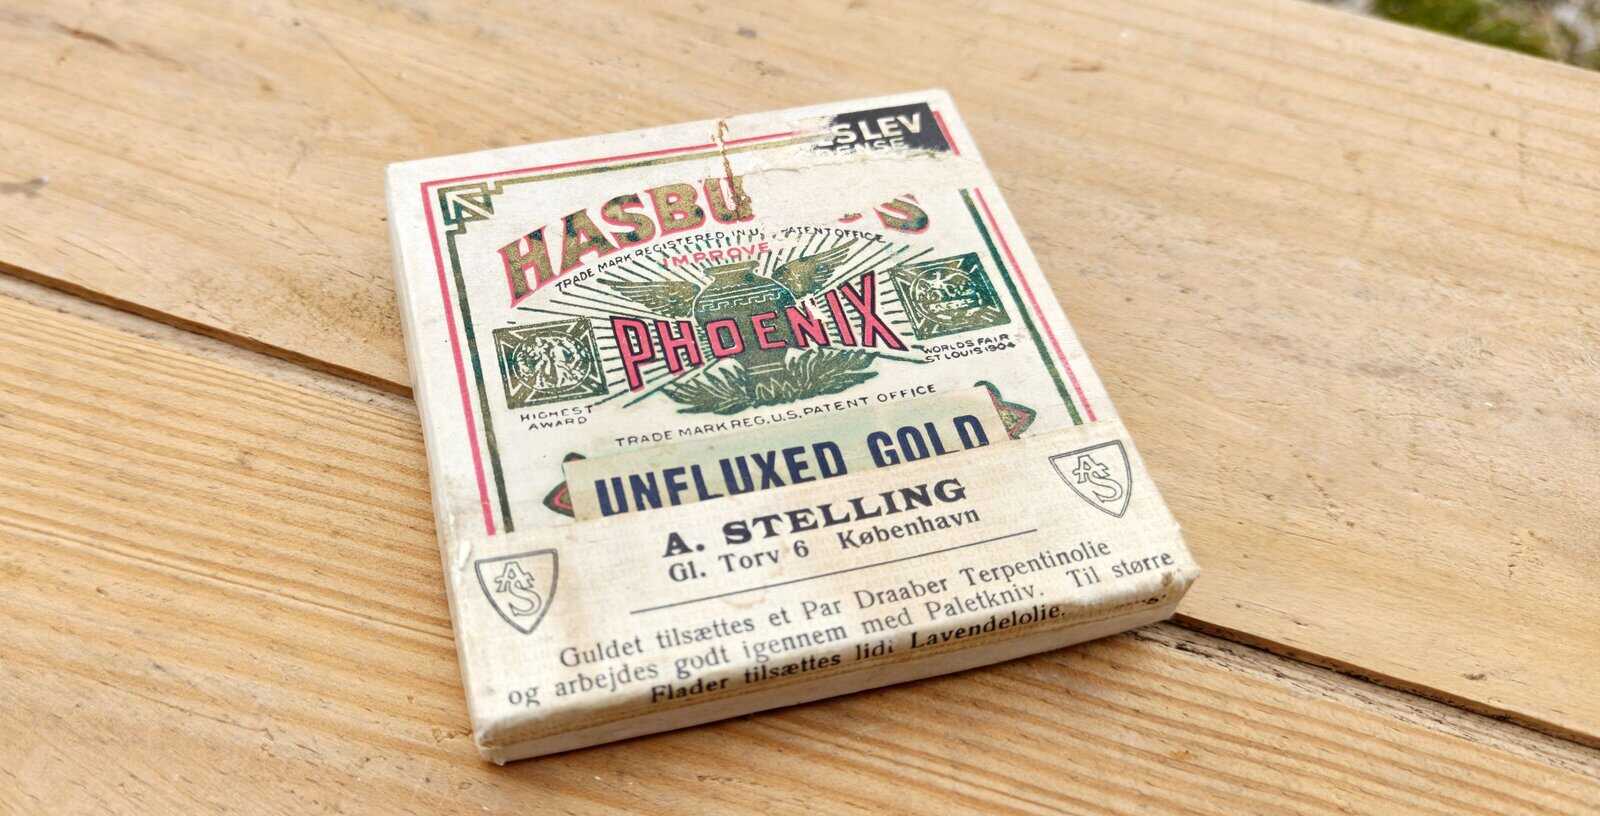 SLEV
HASBU
TRADE MARK REGISTERED IN U. PATENT OFFICE
IMPROVE
PHOENIX
HIGHEST
AWARD
WORLDS FAIR
ST LOUIS 1904
TRADE MARK REG. U.S. PATENT OFFICE
UNFLUXED GOLD
A. STELLING
Gl. Torv 6 København
AS
AS
Guldet tilsættes et Par Draaber Terpentinolie
og arbejdes godt igennem med Paletkniv. Til større
Flader tilsættes lidt Lavendelolie.